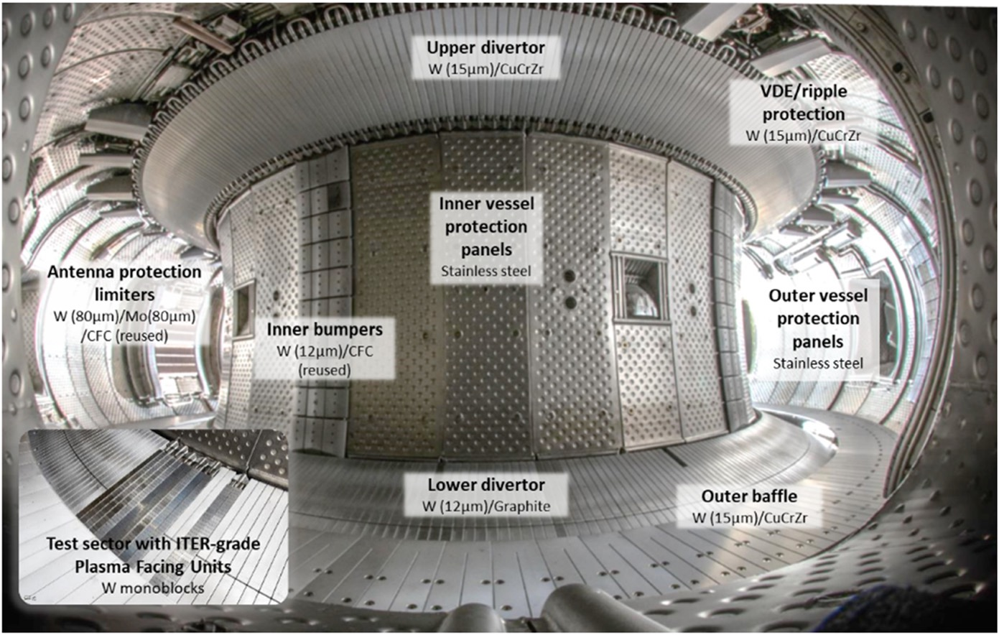 Upper divertor
W (15μm)/CuCrZr
VDE/ripple
protection
W (15μm)/CuCrZr
Inner vessel
protection
panels
Stainless steel
Antenna protection
limiters
W (80μm)/Mo(80μm)
/CFC (reused)
Inner bumpers
W (12μm)/CFC
(reused)
Outer vessel
protection
panels
Stainless steel
Lower divertor
W (12μm)/Graphite
Outer baffle
W (15μm)/CuCrZr
Test sector with ITER-grade
Plasma Facing Units
W monoblocks